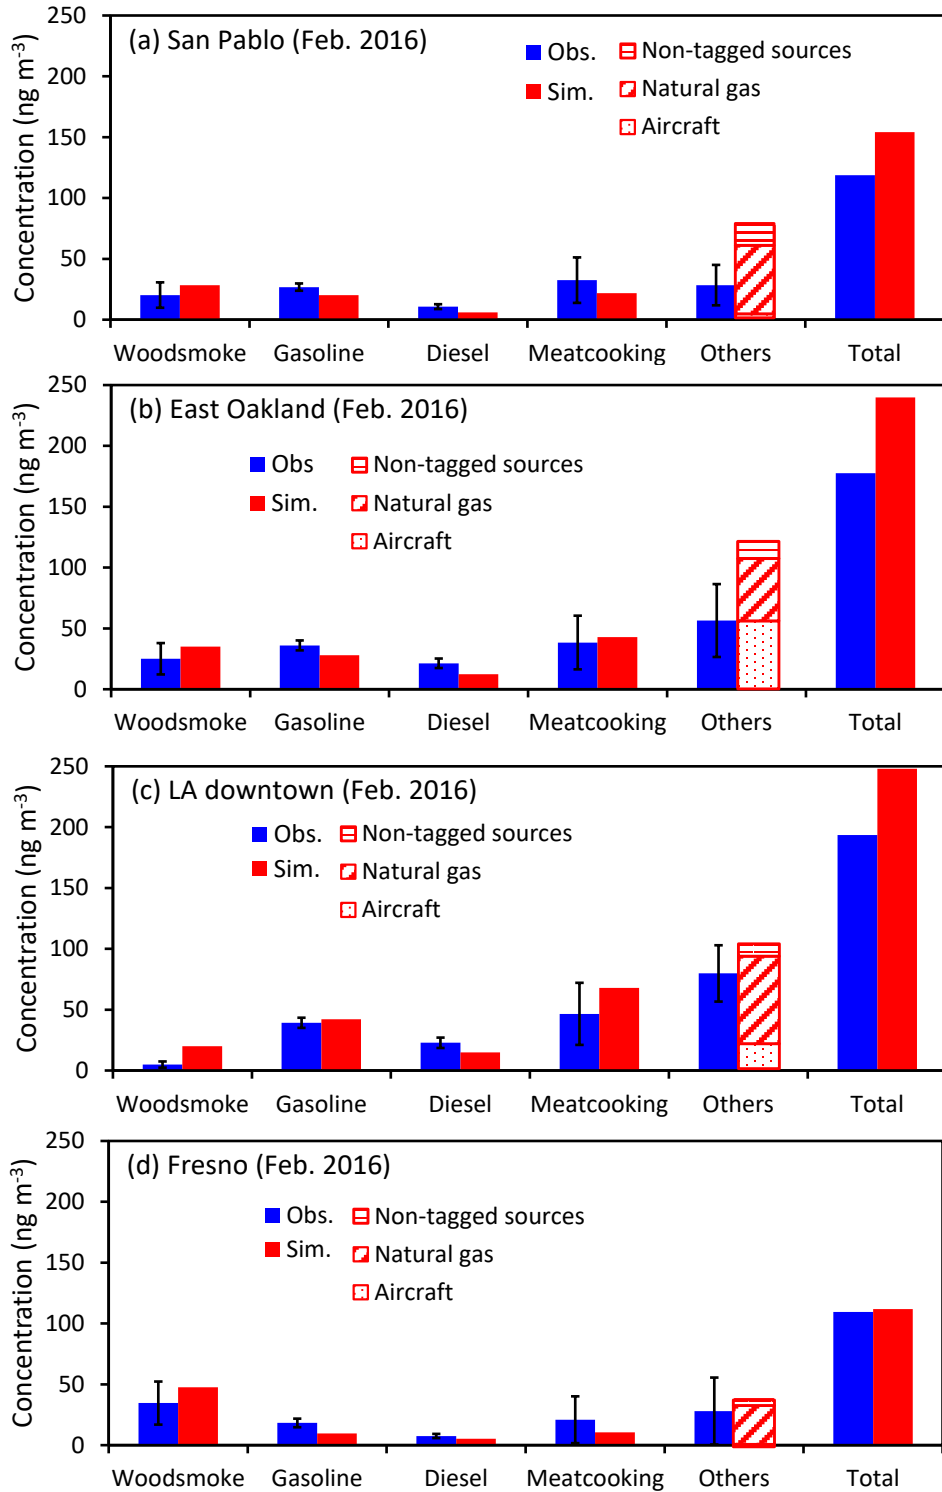 (a) San Pablo (Feb. 2016)
Obs.
Sim.
Non-tagged sources
Natural gas
Aircraft
Concentration (ng m⁻³)
250
200
150
100
50
0
Woodsmoke Gasoline Diesel Meatcooking Others Total
(b) East Oakland (Feb. 2016)
Obs
Sim.
Non-tagged sources
Natural gas
Aircraft
Concentration (ng m⁻³)
250
200
150
100
50
0
Woodsmoke Gasoline Diesel Meatcooking Others Total
(c) LA downtown (Feb. 2016)
Obs.
Sim.
Non-tagged sources
Natural gas
Aircraft
Concentration (ng m⁻³)
250
200
150
100
50
0
Woodsmoke Gasoline Diesel Meatcooking Others Total
(d) Fresno (Feb. 2016)
Obs.
Sim.
Non-tagged sources
Natural gas
Aircraft
Concentration (ng m⁻³)
250
200
150
100
50
0
Woodsmoke Gasoline Diesel Meatcooking Others Total